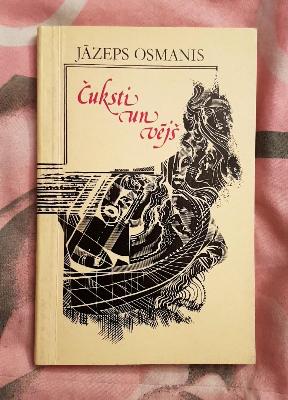 JĀZEPS OSMANIS
Čuksti
un
vējš